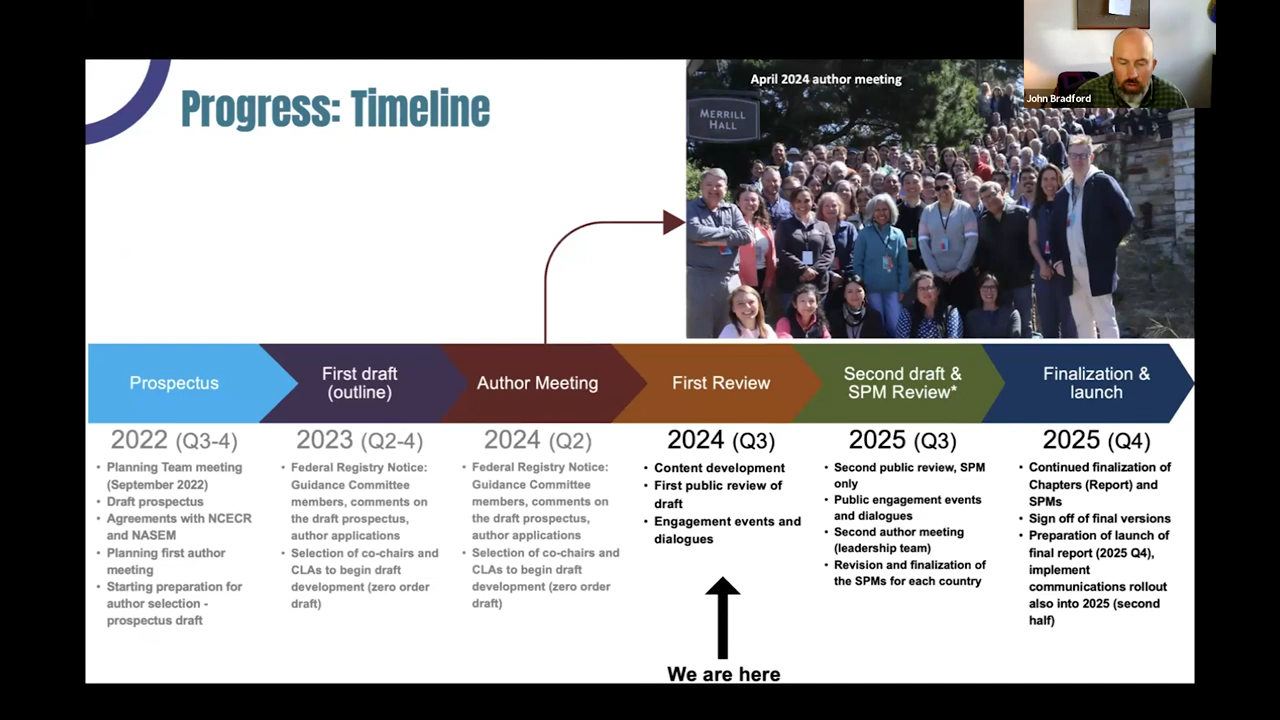 April 2024 author meeting
John Bradford
MERRILL
HALL
Progress: Timeline
Prospectus
First draft
(outline)
Author Meeting
First Review
Second draft &
SPM Review*
Finalization &
launch
2022 (Q3-4)
• Planning Team meeting
(September 2022)
• Draft prospectus
• Agreements with NCECR
and NASEM
• Planning first author
meeting
• Starting preparation for
author selection -
prospectus draft
2023 (Q2-4)
• Federal Registry Notice:
Guidance Committee
members, comments on
the draft prospectus,
author applications
• Selection of co-chairs and
CLAs to begin draft
development (zero order
draft)
2024 (Q2)
• Federal Registry Notice:
Guidance Committee
members, comments on
the draft prospectus,
author applications
• Selection of co-chairs and
CLAs to begin draft
development (zero order
draft)
2024 (Q3)
• Content development
• First public review of
draft
• Engagement events and
dialogues
2025 (Q3)
• Second public review, SPM
only
• Public engagement events
and dialogues
• Second author meeting
(leadership team)
• Revision and finalization of
the SPMs for each country
2025 (Q4)
• Continued finalization of
Chapters (Report) and
SPMs
• Sign off of final versions
• Preparation of launch of
final report (2025 Q4),
implement
communications rollout
also into 2025 (second
half)
We are here